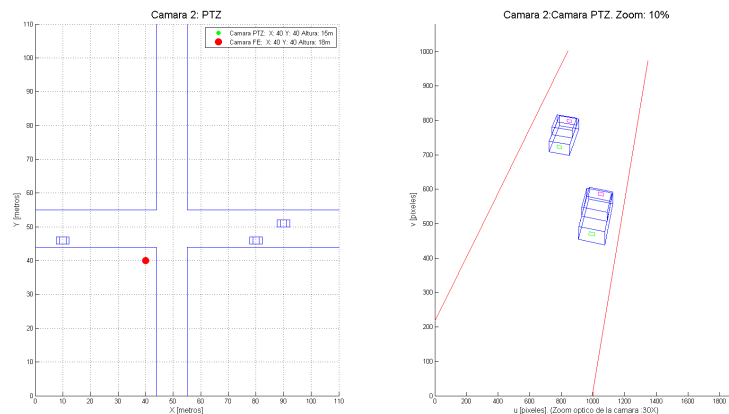 Camara 2: PTZ
Camara PTZ: X: 40 Y: 40 Altura: 15m
Camara FE: X: 40 Y: 40 Altura: 18m
110
100
90
80
70
60
50
40
30
20
10
0
Y [metros]
0 10 20 30 40 50 60 70 80 90 100 110
X [metros]
Camara 2:Camara PTZ. Zoom: 10%
1000
900
800
700
600
500
400
300
200
100
0
v [pixeles]
0 200 400 600 800 1000 1200 1400 1600 1800
u [pixeles]. (Zoom optico de la camara :30X)